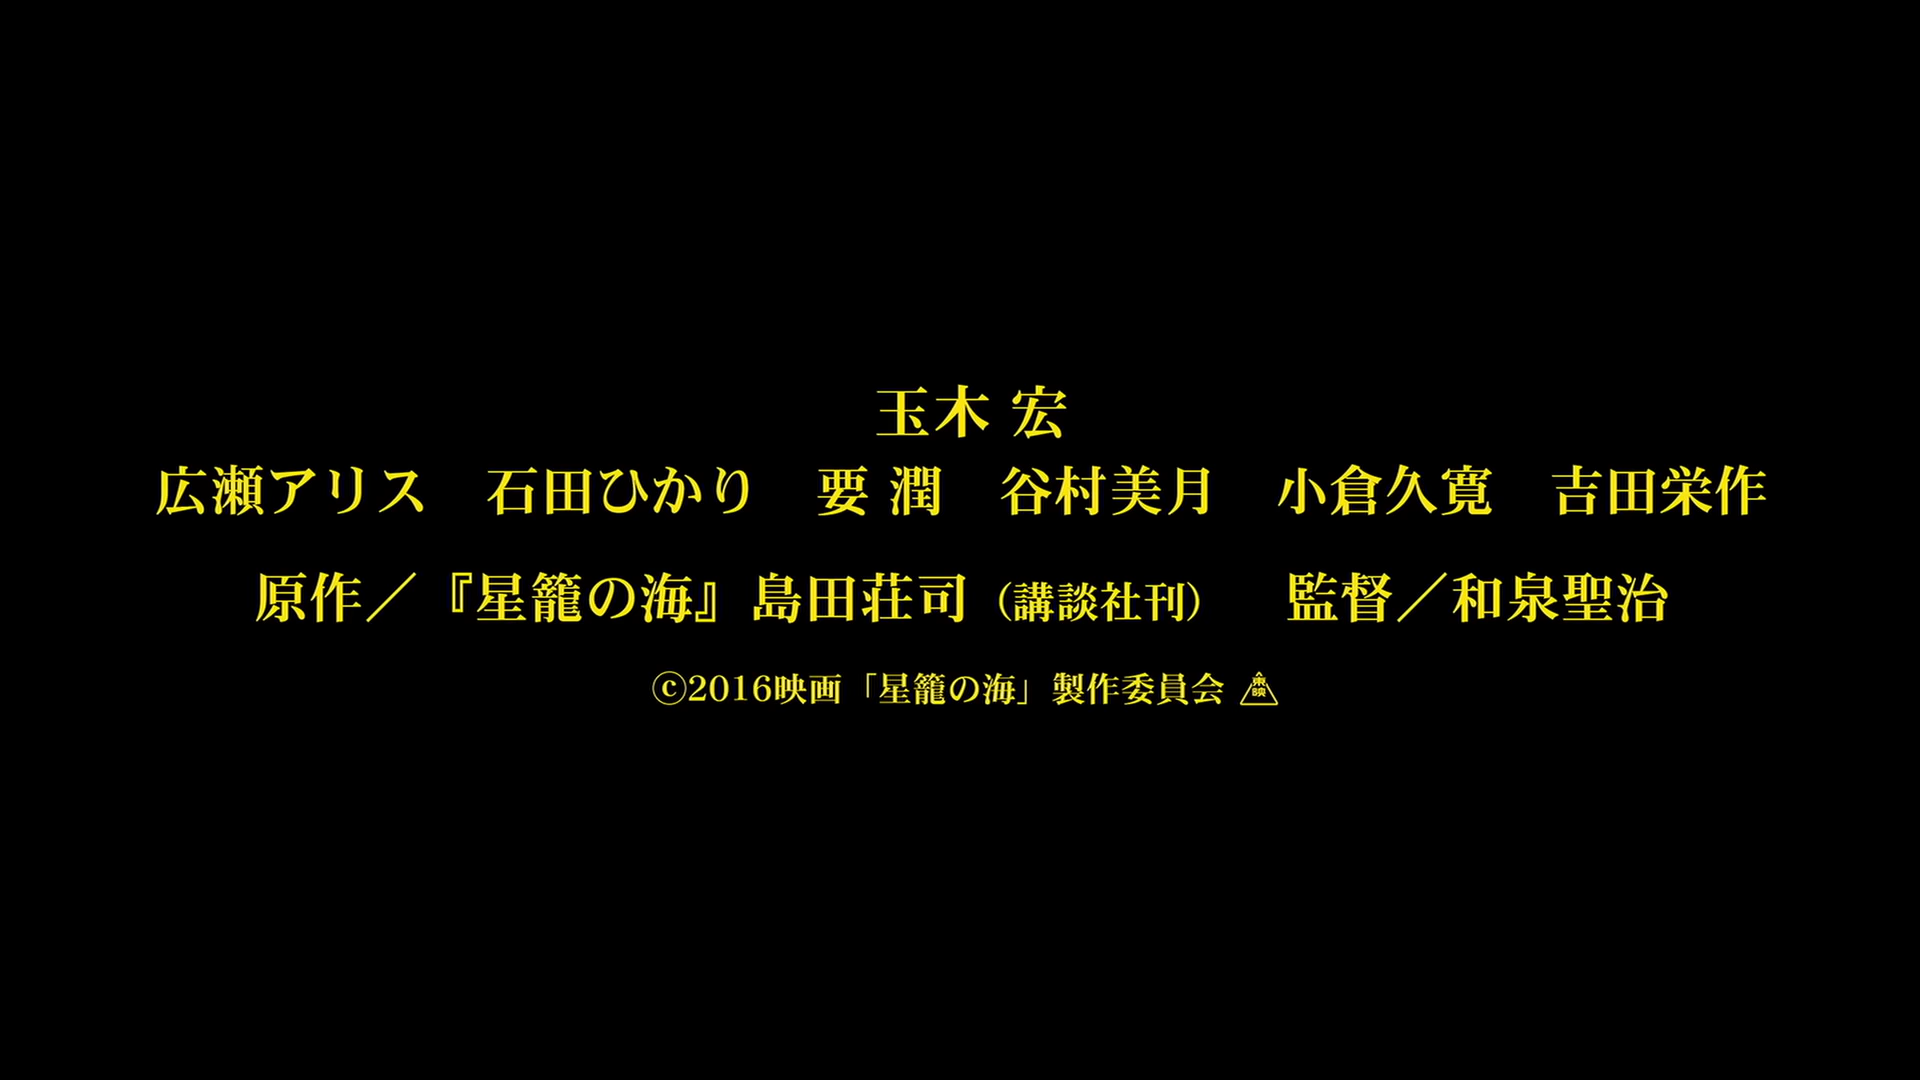 玉木 宏
広瀬アリス　石田ひかり　要 潤　谷村美月　小倉久寛　吉田栄作
原作／『星籠の海』島田荘司（講談社刊）　監督／和泉聖治
©2016映画「星籠の海」製作委員会 東映